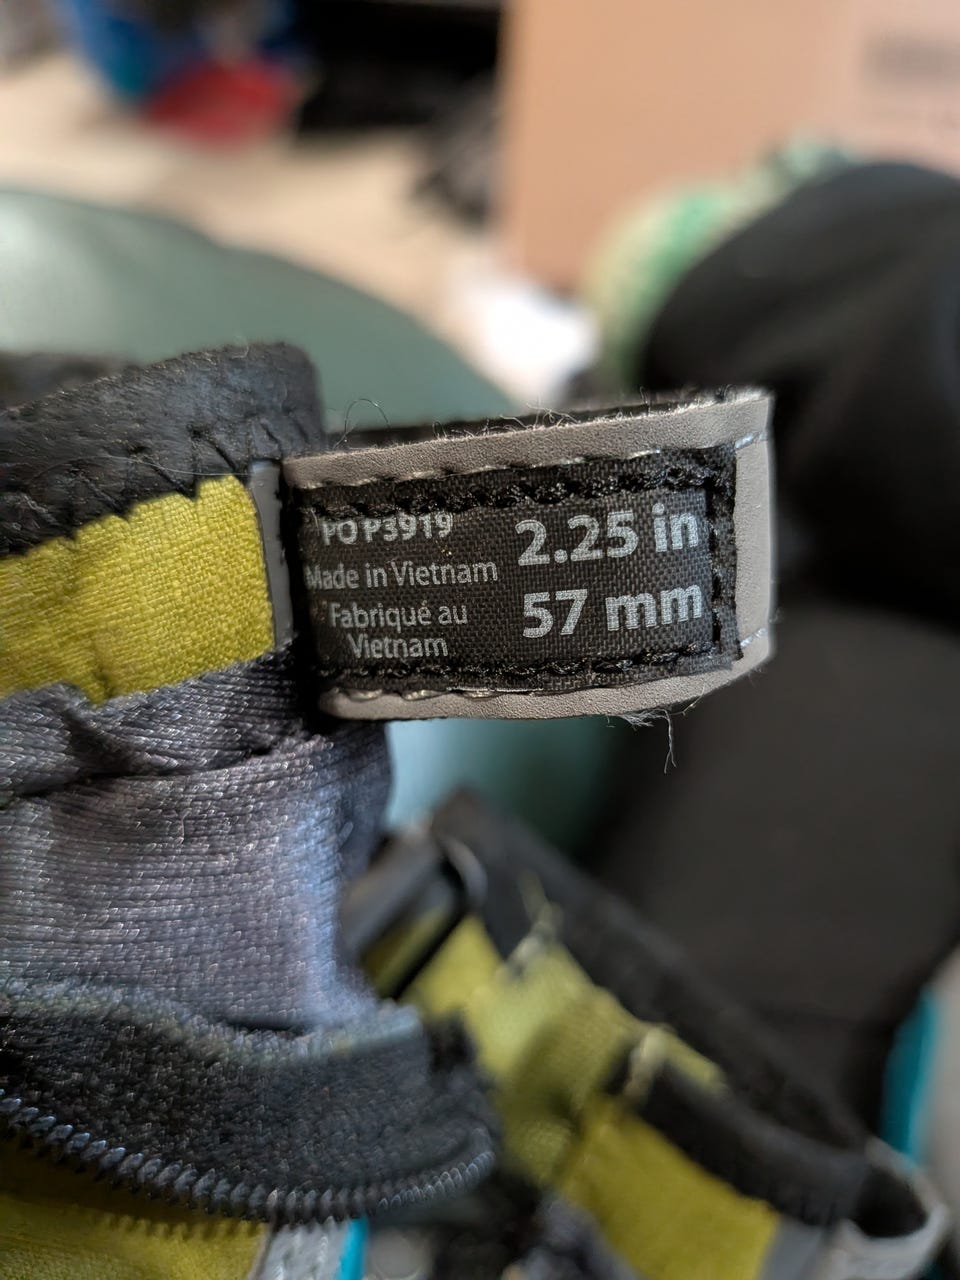 PO P3919
Made in Vietnam
Fabriqué au
Vietnam
2.25 in
57 mm